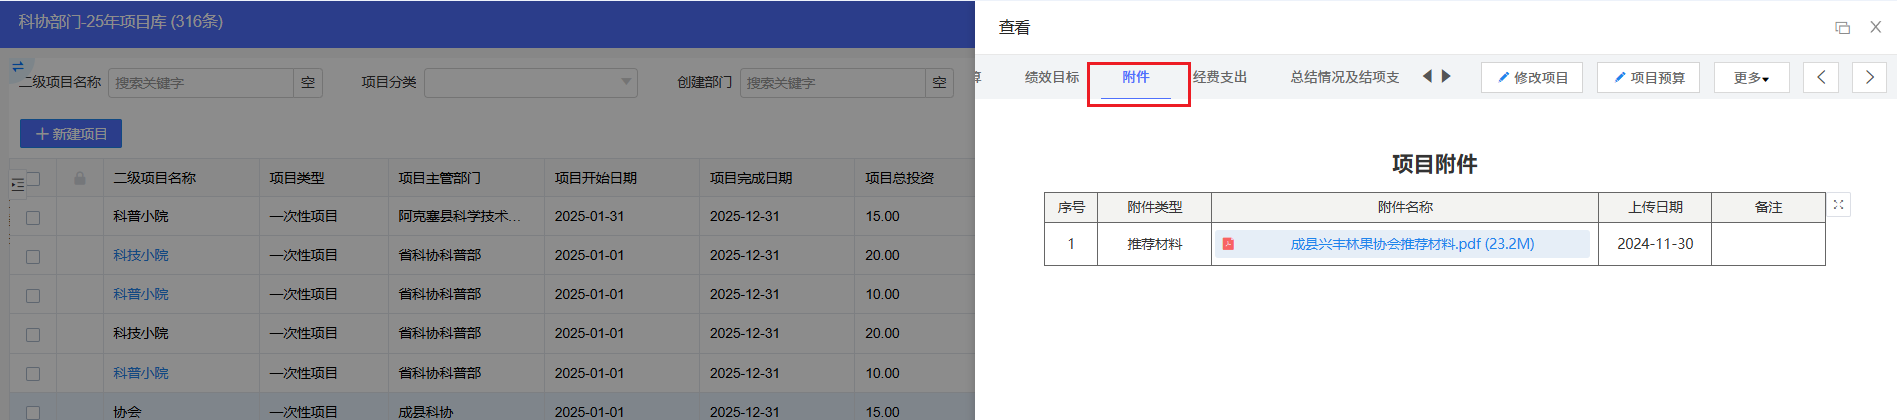 科协部门-25年项目库 (316条)
二级项目名称 搜索关键字 空 项目分类 创建部门 搜索关键字 空
+ 新建项目
二级项目名称 项目类型 项目主管部门 项目开始日期 项目完成日期 项目总投资
科普小院 一次性项目 阿克塞县科学技术... 2025-01-31 2025-12-31 15.00
科技小院 一次性项目 省科协科普部 2025-01-01 2025-12-31 20.00
科普小院 一次性项目 省科协科普部 2025-01-01 2025-12-31 10.00
科技小院 一次性项目 省科协科普部 2025-01-01 2025-12-31 20.00
科普小院 一次性项目 省科协科普部 2025-01-01 2025-12-31 10.00
协会 一次性项目 成县科协 2025-01-01 2025-12-31 15.00
查看
算 绩效目标 附件 经费支出 总结情况及结项支 修改项目 项目预算 更多
项目附件
序号 附件类型 附件名称 上传日期 备注
1 推荐材料 成县兴丰林果协会推荐材料.pdf (23.2M) 2024-11-30